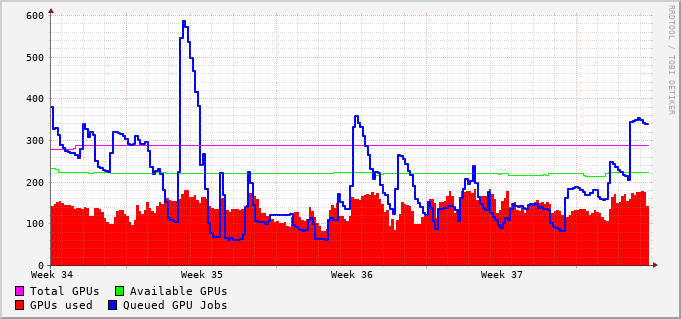 600
500
400
300
200
100
0
Week 34 Week 35 Week 36 Week 37
Total GPUs Available GPUs
GPUs used Queued GPU Jobs
RRDTOOL / TOBI OETIKER